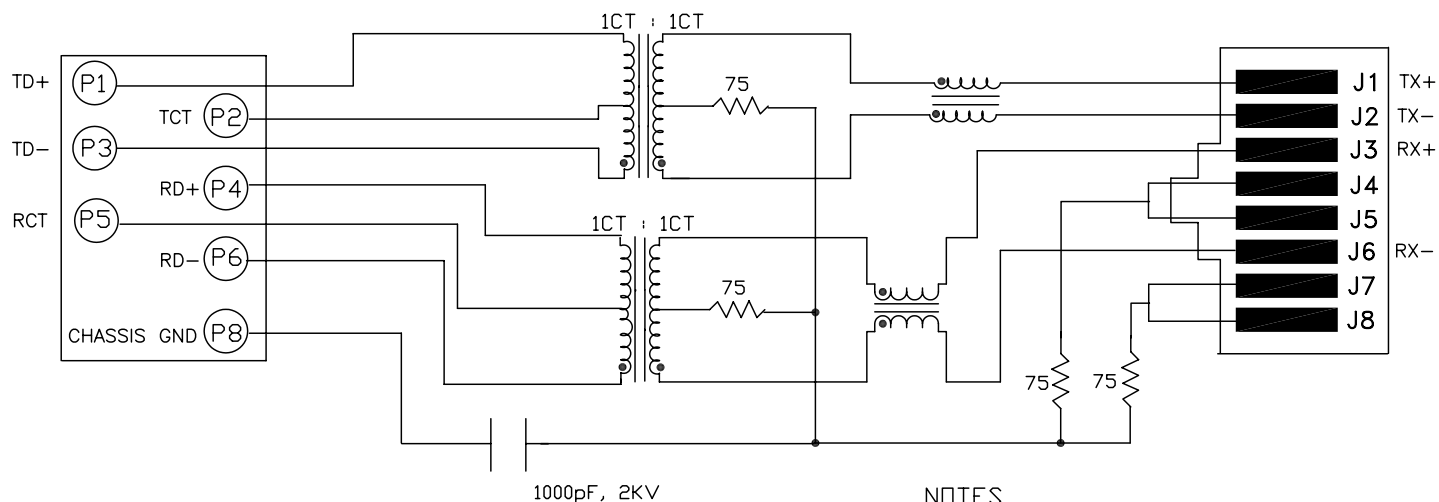 1CT : 1CT
TD+ P1
TCT P2
TD- P3
RD+ P4
RCT P5
RD- P6
CHASSIS GND P8
75
1CT : 1CT
75
J1 TX+
J2 TX-
J3 RX+
J4
J5
J6 RX-
J7
J8
75 75
1000pF, 2KV
NOTES